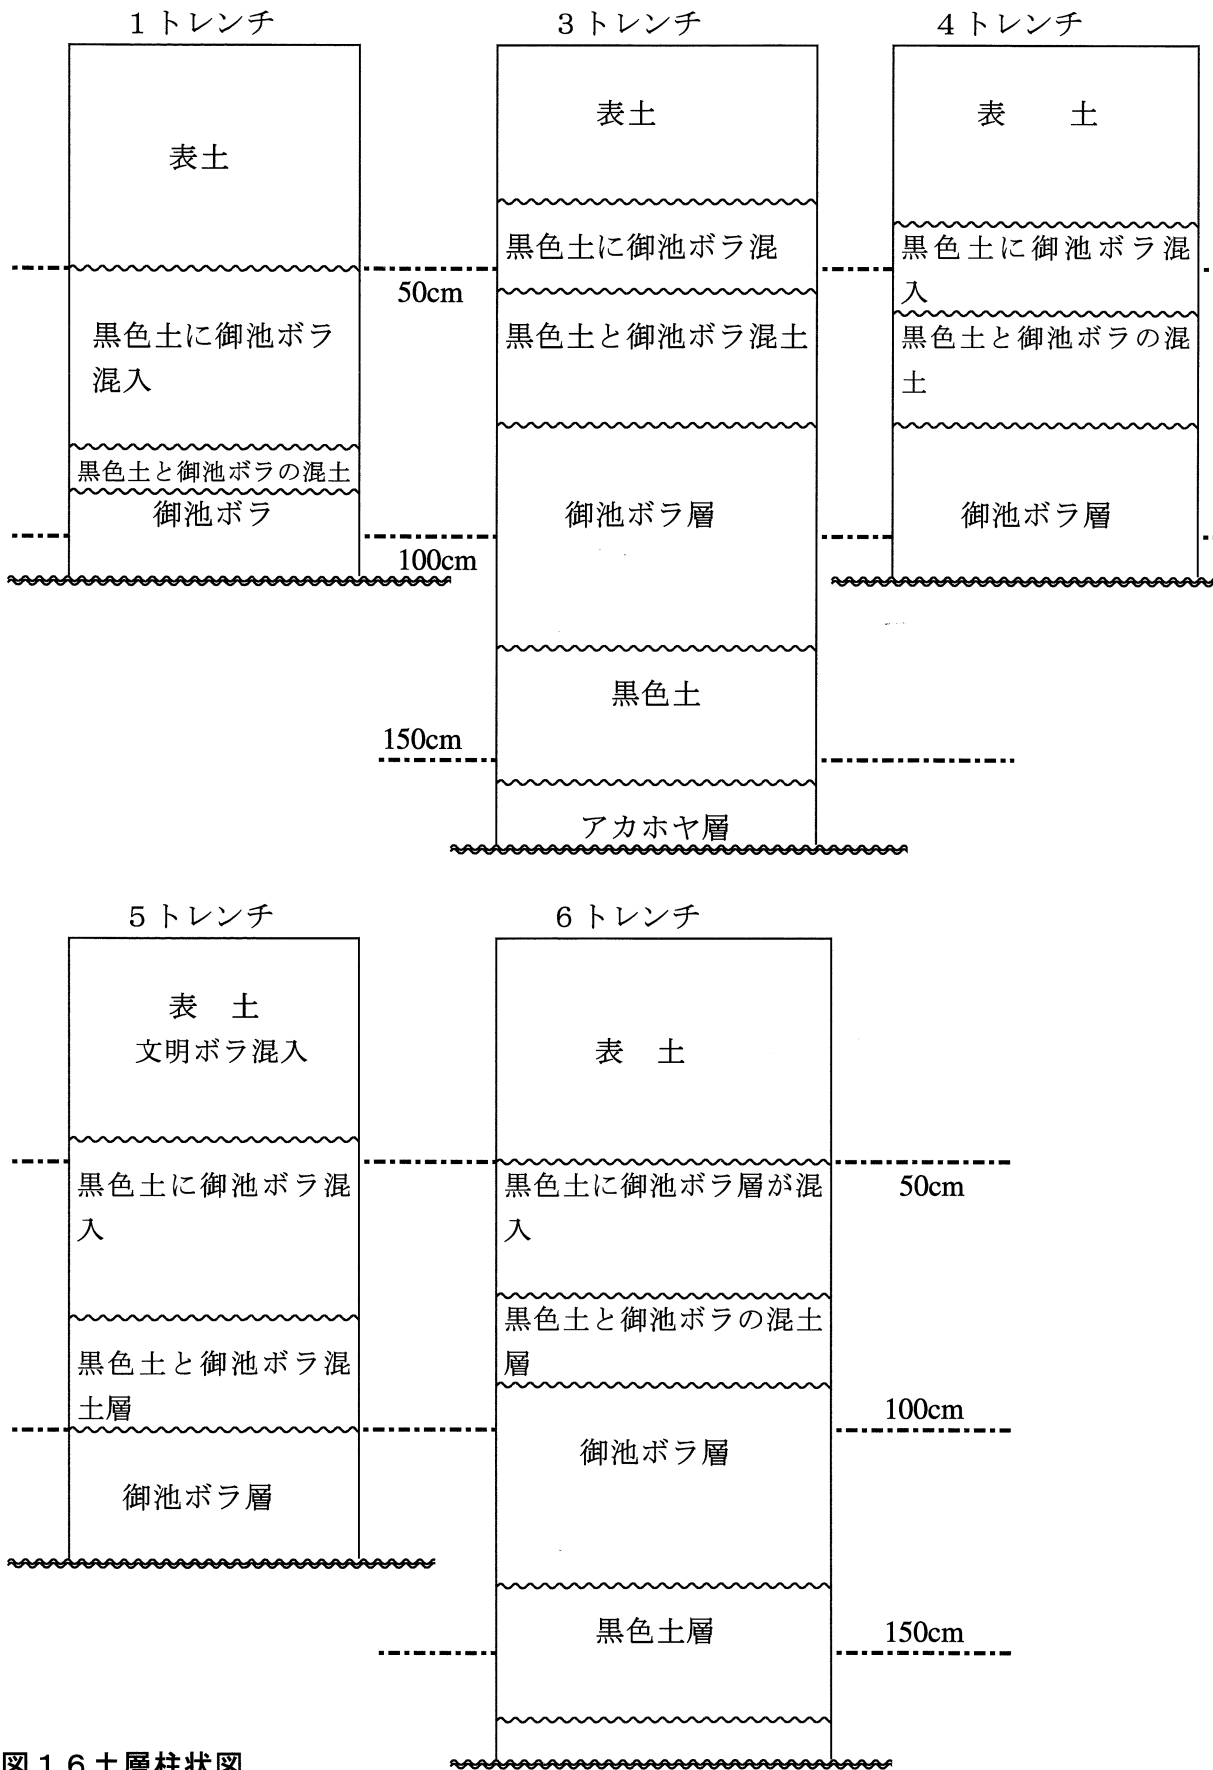 1トレンチ
表土
黒色土に御池ボラ
混入
黒色土と御池ボラの混土
御池ボラ
50cm
100cm
3トレンチ
表土
黒色土に御池ボラ混
黒色土と御池ボラ混土
御池ボラ層
黒色土
150cm
アカホヤ層
4トレンチ
表 土
黒色土に御池ボラ混
入
黒色土と御池ボラの混
土
御池ボラ層
5トレンチ
表 土
文明ボラ混入
黒色土に御池ボラ混
入
黒色土と御池ボラ混
土層
御池ボラ層
6トレンチ
表 土
黒色土に御池ボラ層が混
入
黒色土と御池ボラの混土
層
御池ボラ層
黒色土層
50cm
100cm
150cm
図16土層柱状図